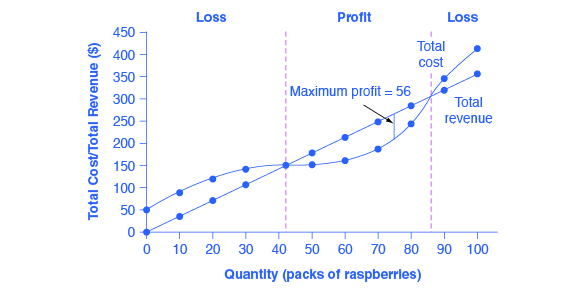 Loss Profit Loss
Total Cost/Total Revenue ($)
450
400
350
300
250
200
150
100
50
0
Total
cost
Maximum profit = 56
Total
revenue
0 10 20 30 40 50 60 70 80 90 100
Quantity (packs of raspberries)